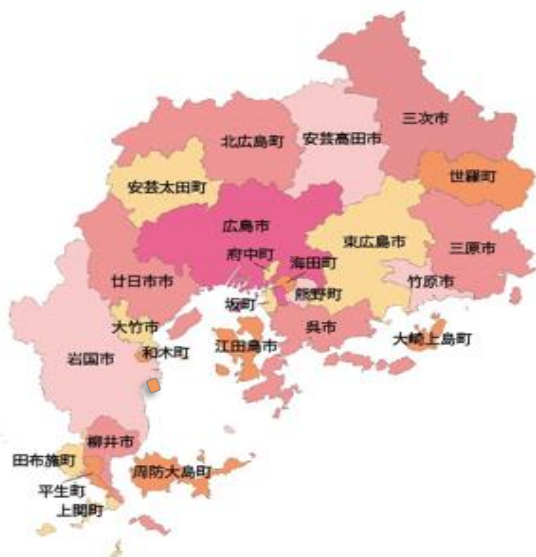 三次市
北広島町
安芸高田市
世羅町
安芸太田町
広島市
東広島市
三原市
府中町
海田町
廿日市市
竹原市
坂町
熊野町
大竹市
呉市
大崎上島町
和木町
江田島市
岩国市
柳井市
田布施町
周防大島町
平生町
上関町